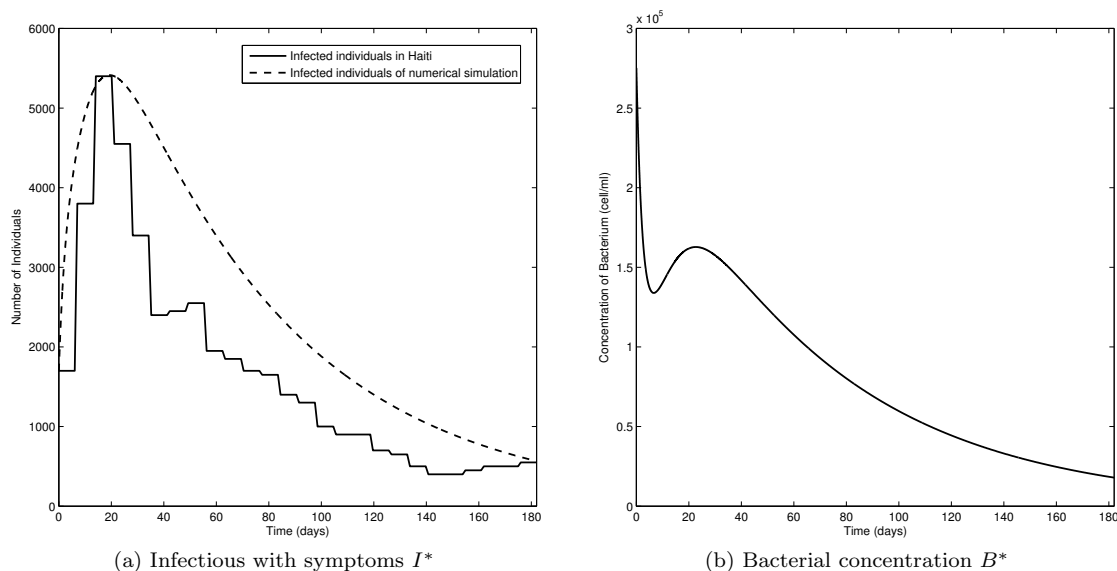 6000
5000
4000
3000
2000
1000
0
Number of Individuals
0 20 40 60 80 100 120 140 160 180
Time (days)
Infected individuals in Haiti
Infected individuals of numerical simulation
(a) Infectious with symptoms I*
x 10⁵
3
2.5
2
1.5
1
0.5
0
Concentration of Bacterium (cell/ml)
0 20 40 60 80 100 120 140 160 180
Time (days)
(b) Bacterial concentration B*